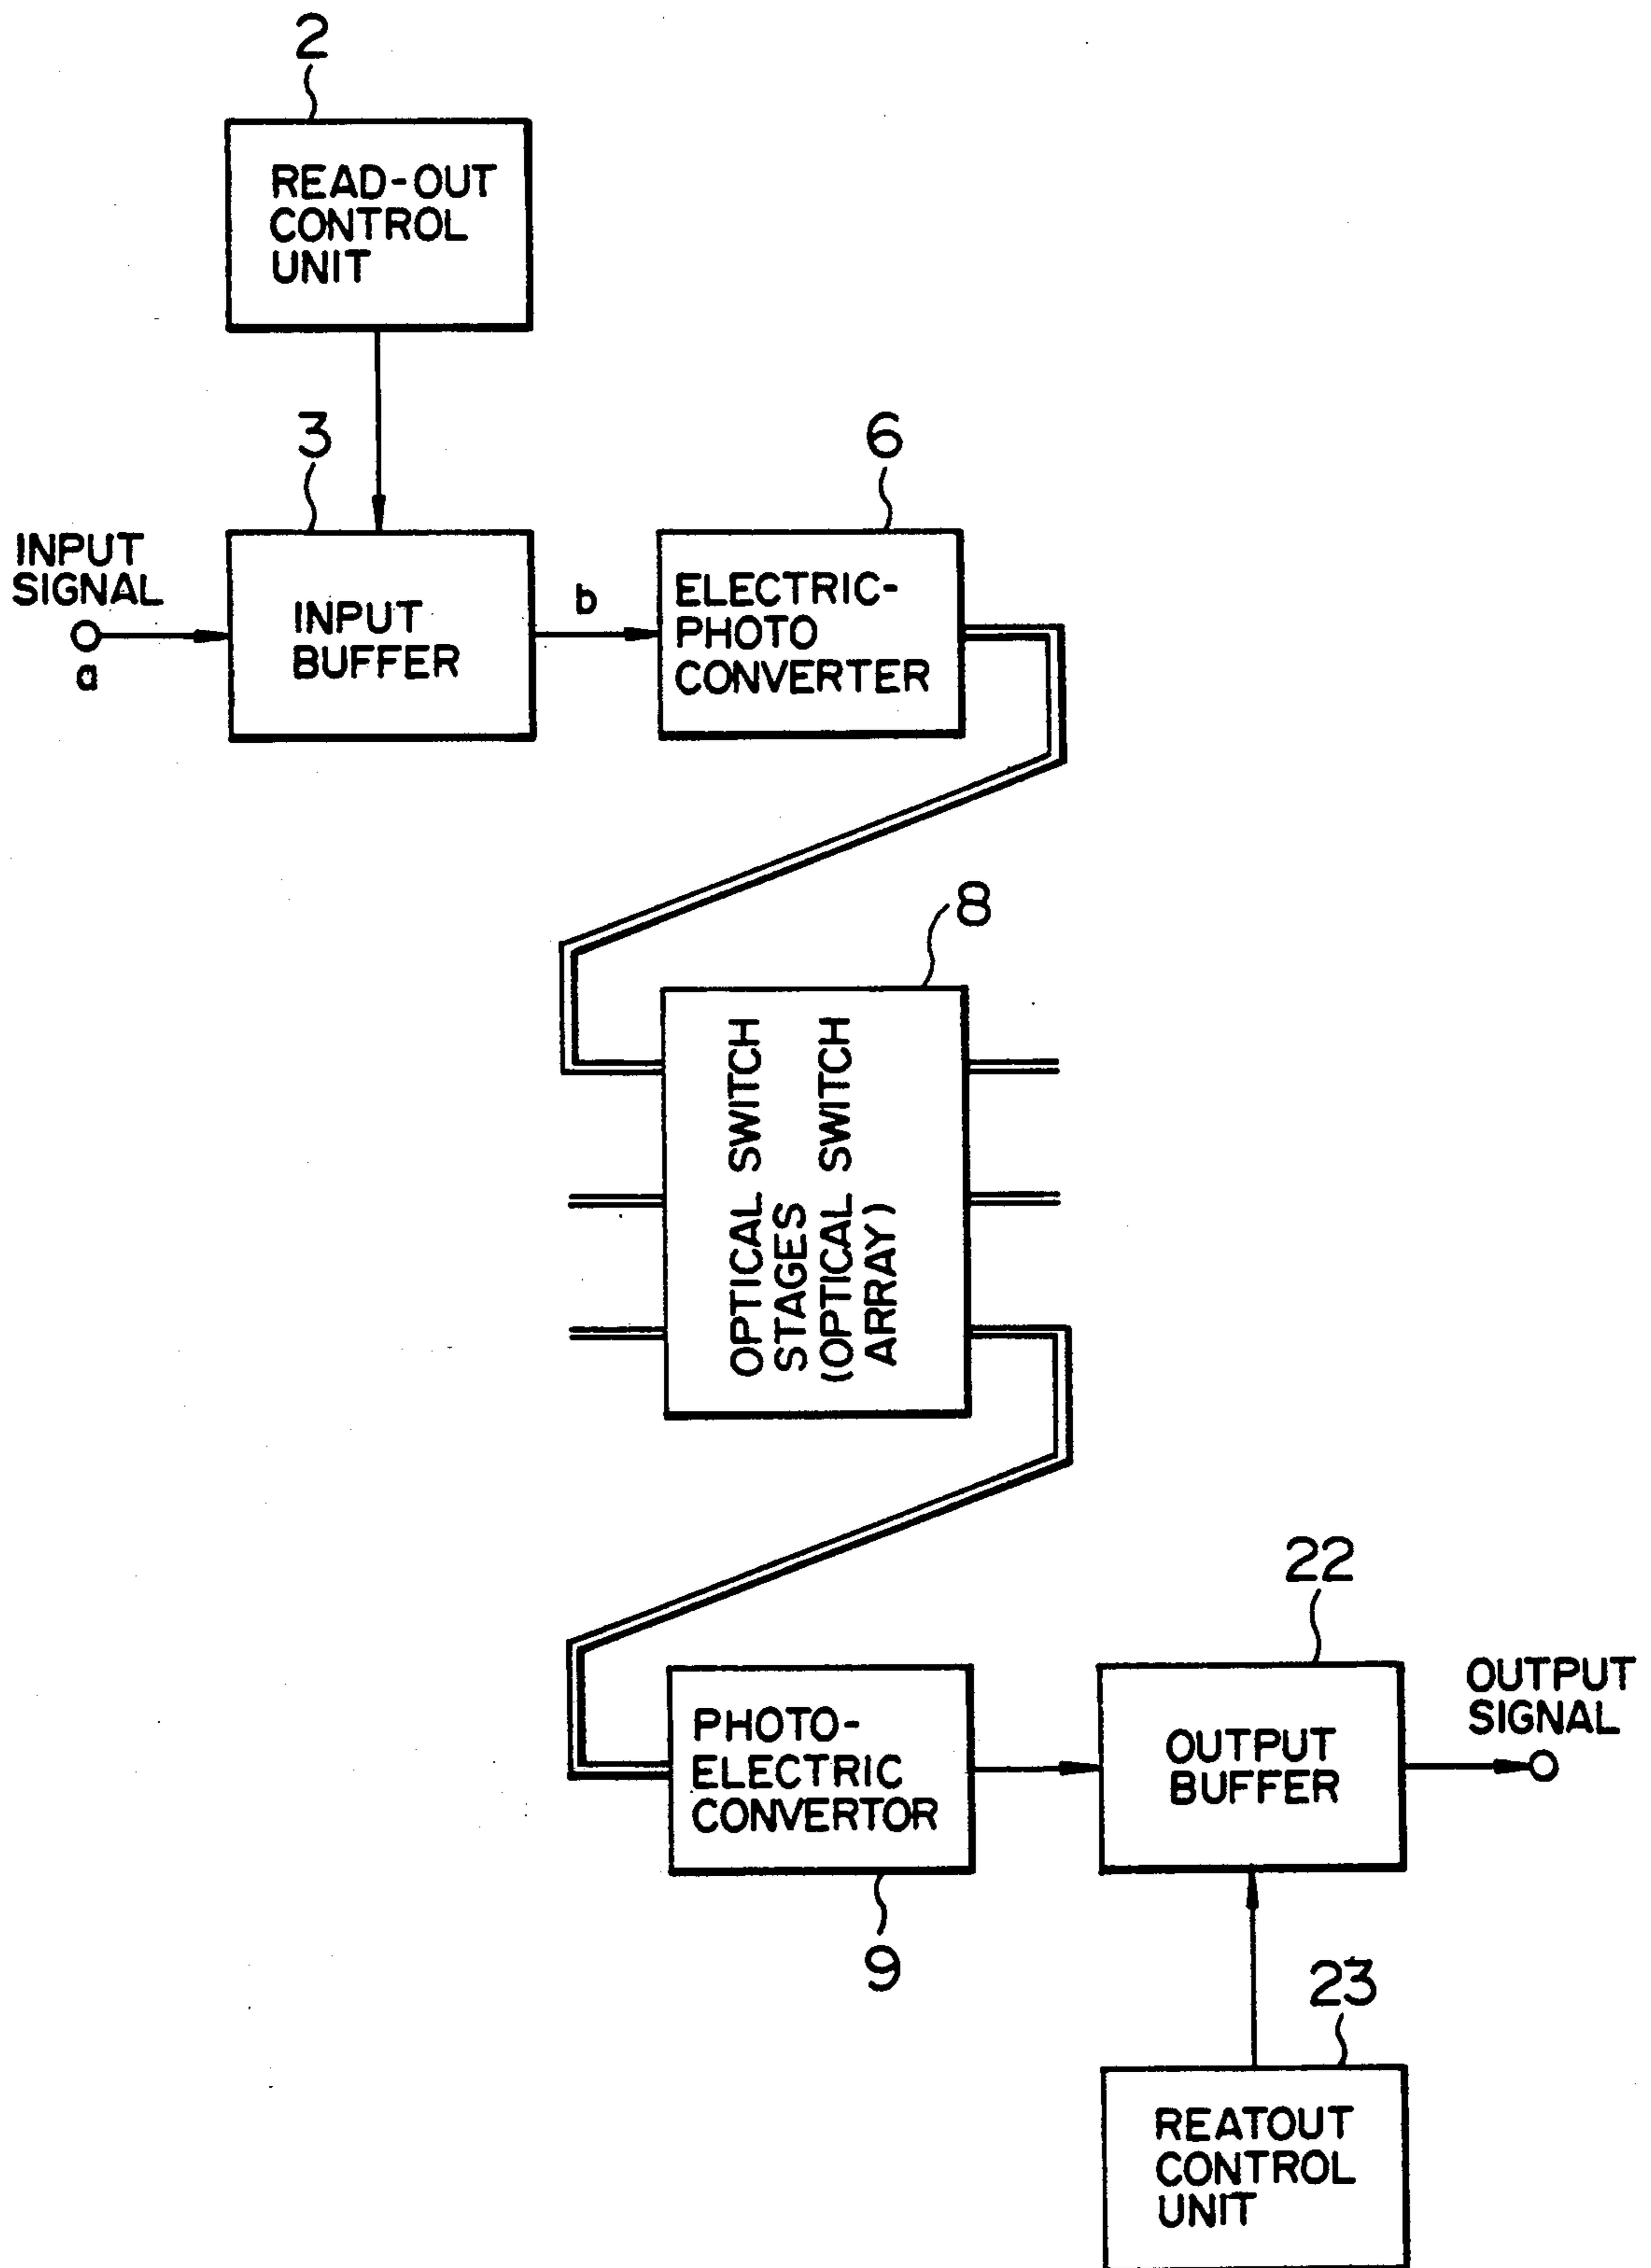 2
READ-OUT
CONTROL
UNIT
3
6
INPUT
SIGNAL
a
INPUT
BUFFER
b
ELECTRIC-
PHOTO
CONVERTER
8
OPTICAL SWITCH
STAGES
(OPTICAL SWITCH
ARRAY)
22
PHOTO-
ELECTRIC
CONVERTOR
OUTPUT
BUFFER
OUTPUT
SIGNAL
9
23
REATOUT
CONTROL
UNIT